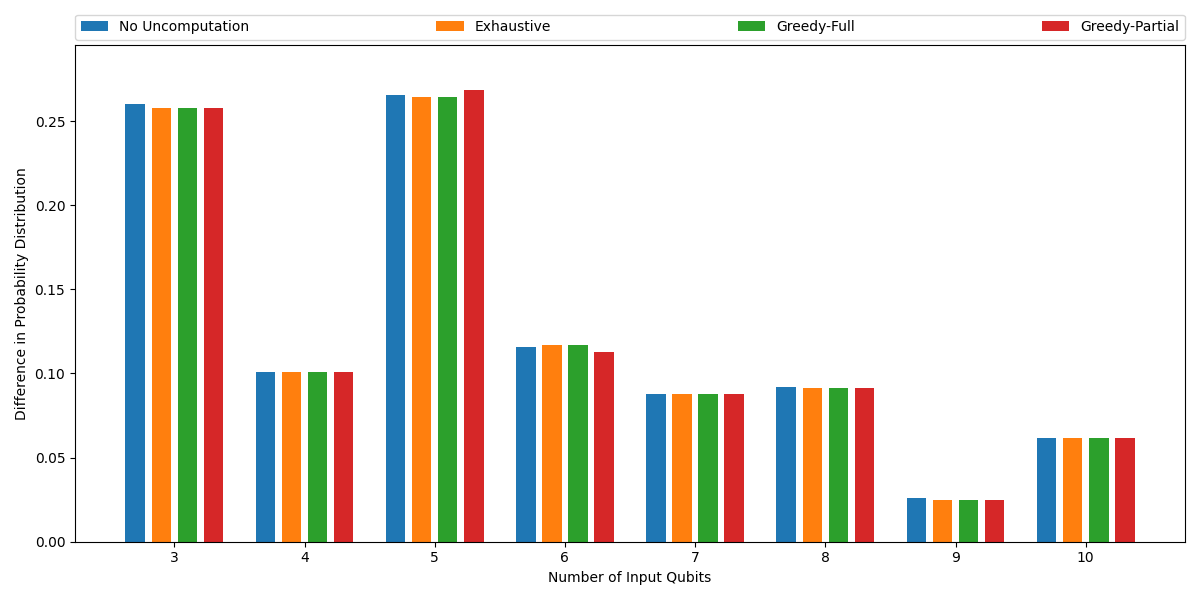 No Uncomputation Exhaustive Greedy-Full Greedy-Partial
Difference in Probability Distribution
0.25
0.20
0.15
0.10
0.05
0.00
3 4 5 6 7 8 9 10
Number of Input Qubits